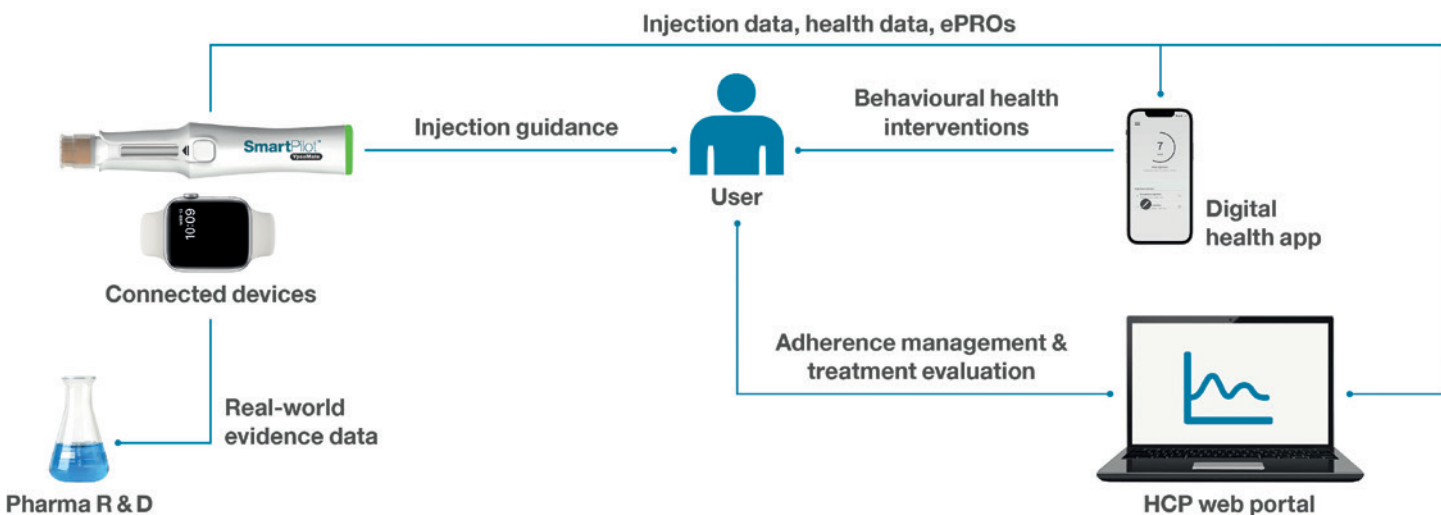 Injection data, health data, ePROs
Injection guidance
Behavioural health
interventions
SmartPilot™
YpsoMate
User
7
10:09
Digital
health app
Connected devices
Adherence management &
treatment evaluation
Real-world
evidence data
Pharma R & D
HCP web portal